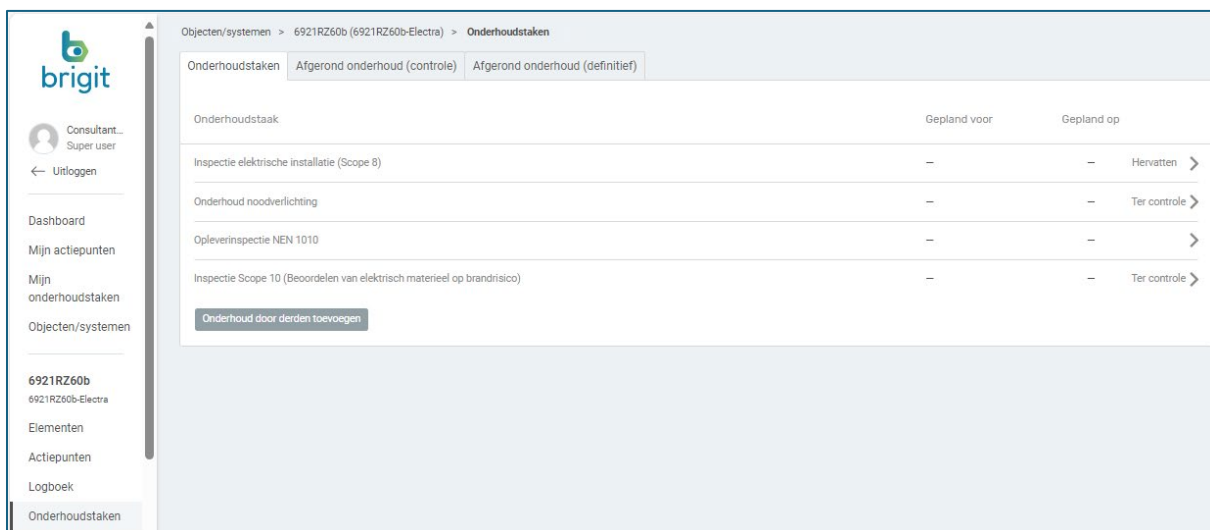 brigit
Consultant...
Super user
← Uitloggen
Dashboard
Mijn actiepunten
Mijn
onderhoudstaken
Objecten/systemen
6921RZ60b
6921RZ60b-Electra
Elementen
Actiepunten
Logboek
Onderhoudstaken
Objecten/systemen > 6921RZ60b (6921RZ60b-Electra) > Onderhoudstaken
Onderhoudstaken Afgerond onderhoud (controle) Afgerond onderhoud (definitief)
Onderhoudstaak Gepland voor Gepland op
Inspectie elektrische installatie (Scope 8) – – Hervatten
Onderhoud noodverlichting – – Ter controle
Opleverinspectie NEN 1010 – –
Inspectie Scope 10 (Beoordelen van elektrisch materieel op brandrisico) – – Ter controle
Onderhoud door derden toevoegen